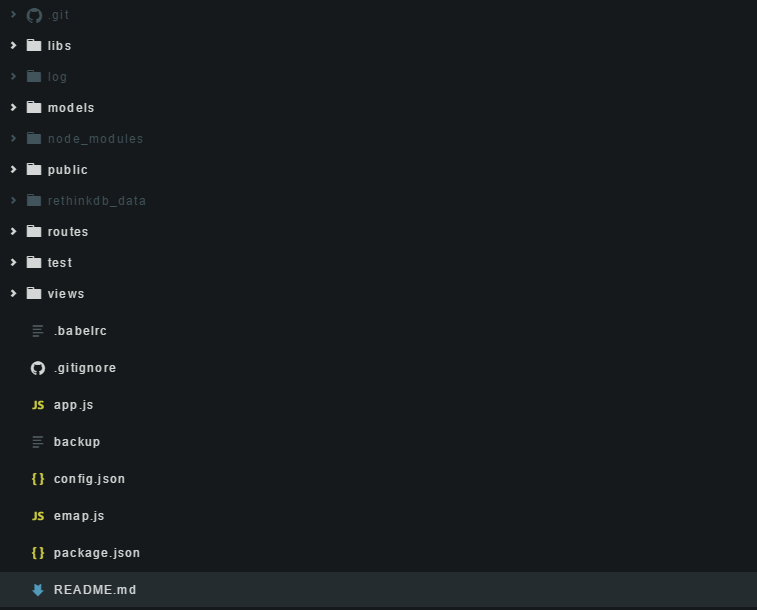 .git
libs
log
models
node_modules
public
rethinkdb_data
routes
test
views
.babelrc
.gitignore
JS app.js
backup
{} config.json
JS emap.js
{} package.json
README.md